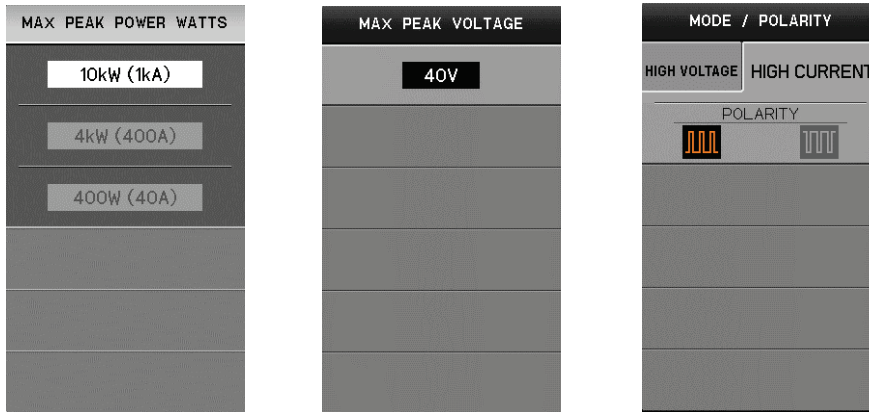 MAX PEAK POWER WATTS
10kW (1kA)
4kW (400A)
400W (40A)
MAX PEAK VOLTAGE
40V
MODE / POLARITY
HIGH VOLTAGE
HIGH CURRENT
POLARITY